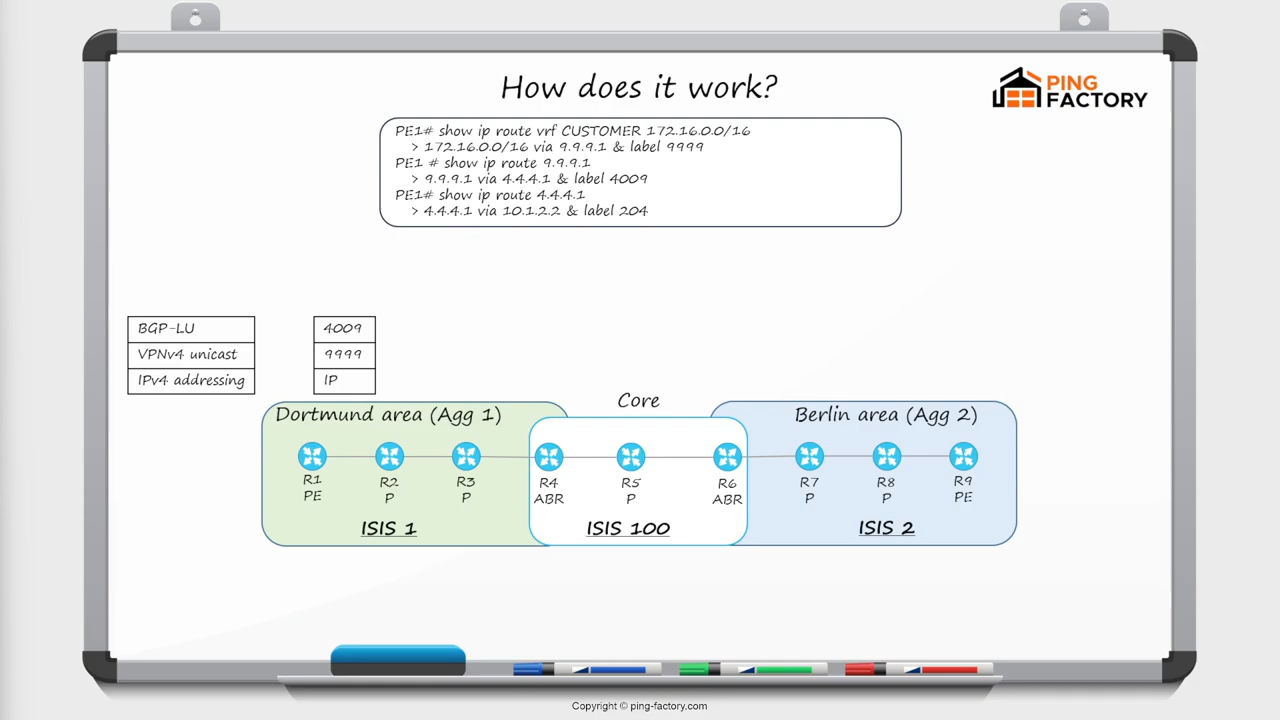 How does it work?
PING
FACTORY
PE1# show ip route vrf CUSTOMER 172.16.0.0/16
> 172.16.0.0/16 via 9.9.9.1 & label 9999
PE1 # show ip route 9.9.9.1
> 9.9.9.1 via 4.4.4.1 & label 4009
PE1# show ip route 4.4.4.1
> 4.4.4.1 via 10.1.2.2 & label 204
BGP-LU 4009
VPNv4 unicast 9999
IPv4 addressing IP
Core
Dortmund area (Agg 1) Berlin area (Agg 2)
R1 R2 R3 R4 R5 R6 R7 R8 R9
PE P P ABR P ABR P P PE
ISIS 1 ISIS 100 ISIS 2
Copyright © ping-factory.com